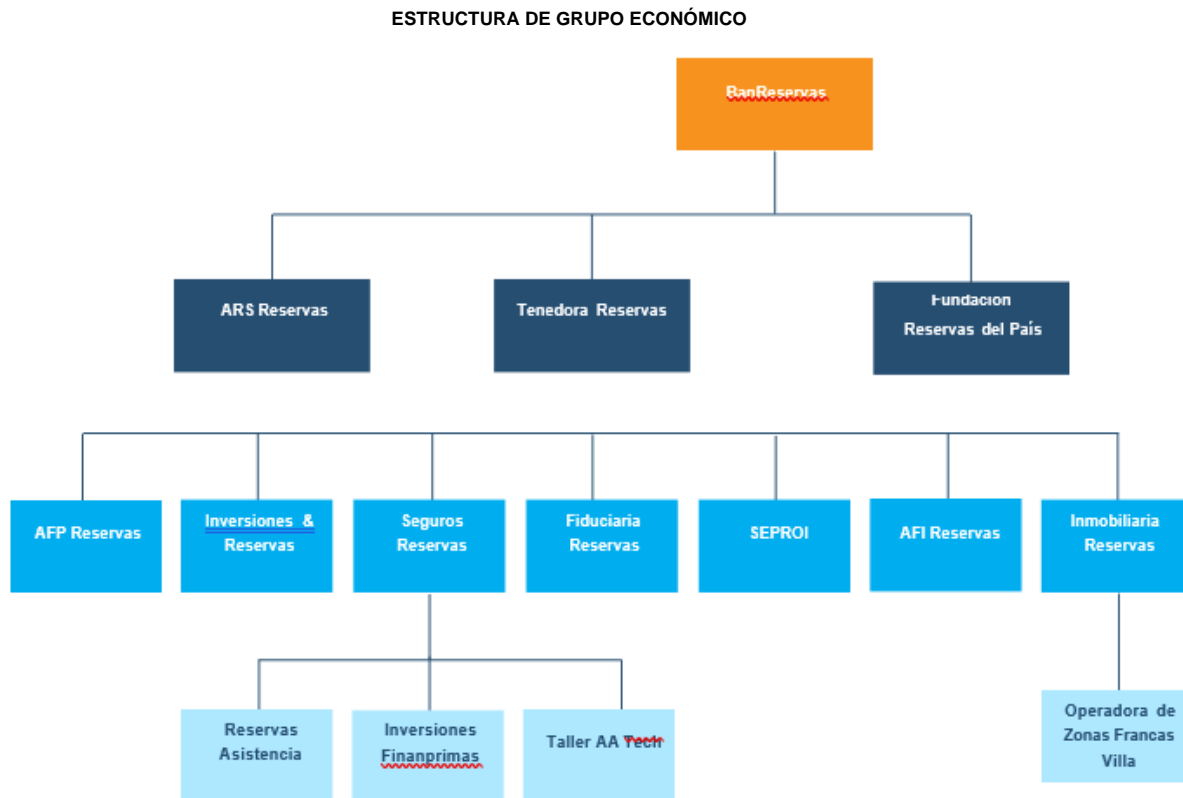 ESTRUCTURA DE GRUPO ECONÓMICO
BanReservas
ARS Reservas
Tenedora Reservas
Fundación
Reservas del País
AFP Reservas
Inversiones &
Reservas
Seguros
Reservas
Fiduciaria
Reservas
SEPROI
AFI Reservas
Inmobiliaria
Reservas
Reservas
Asistencia
Inversiones
Finanprimas
Taller AA Tech
Operadora de
Zonas Francas
Villa